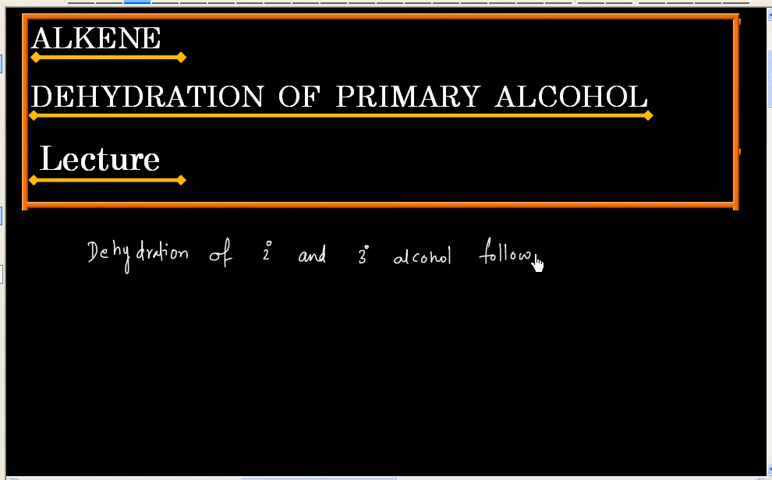 ALKENE
DEHYDRATION OF PRIMARY ALCOHOL
Lecture
Dehydration of 2° and 3° alcohol follow